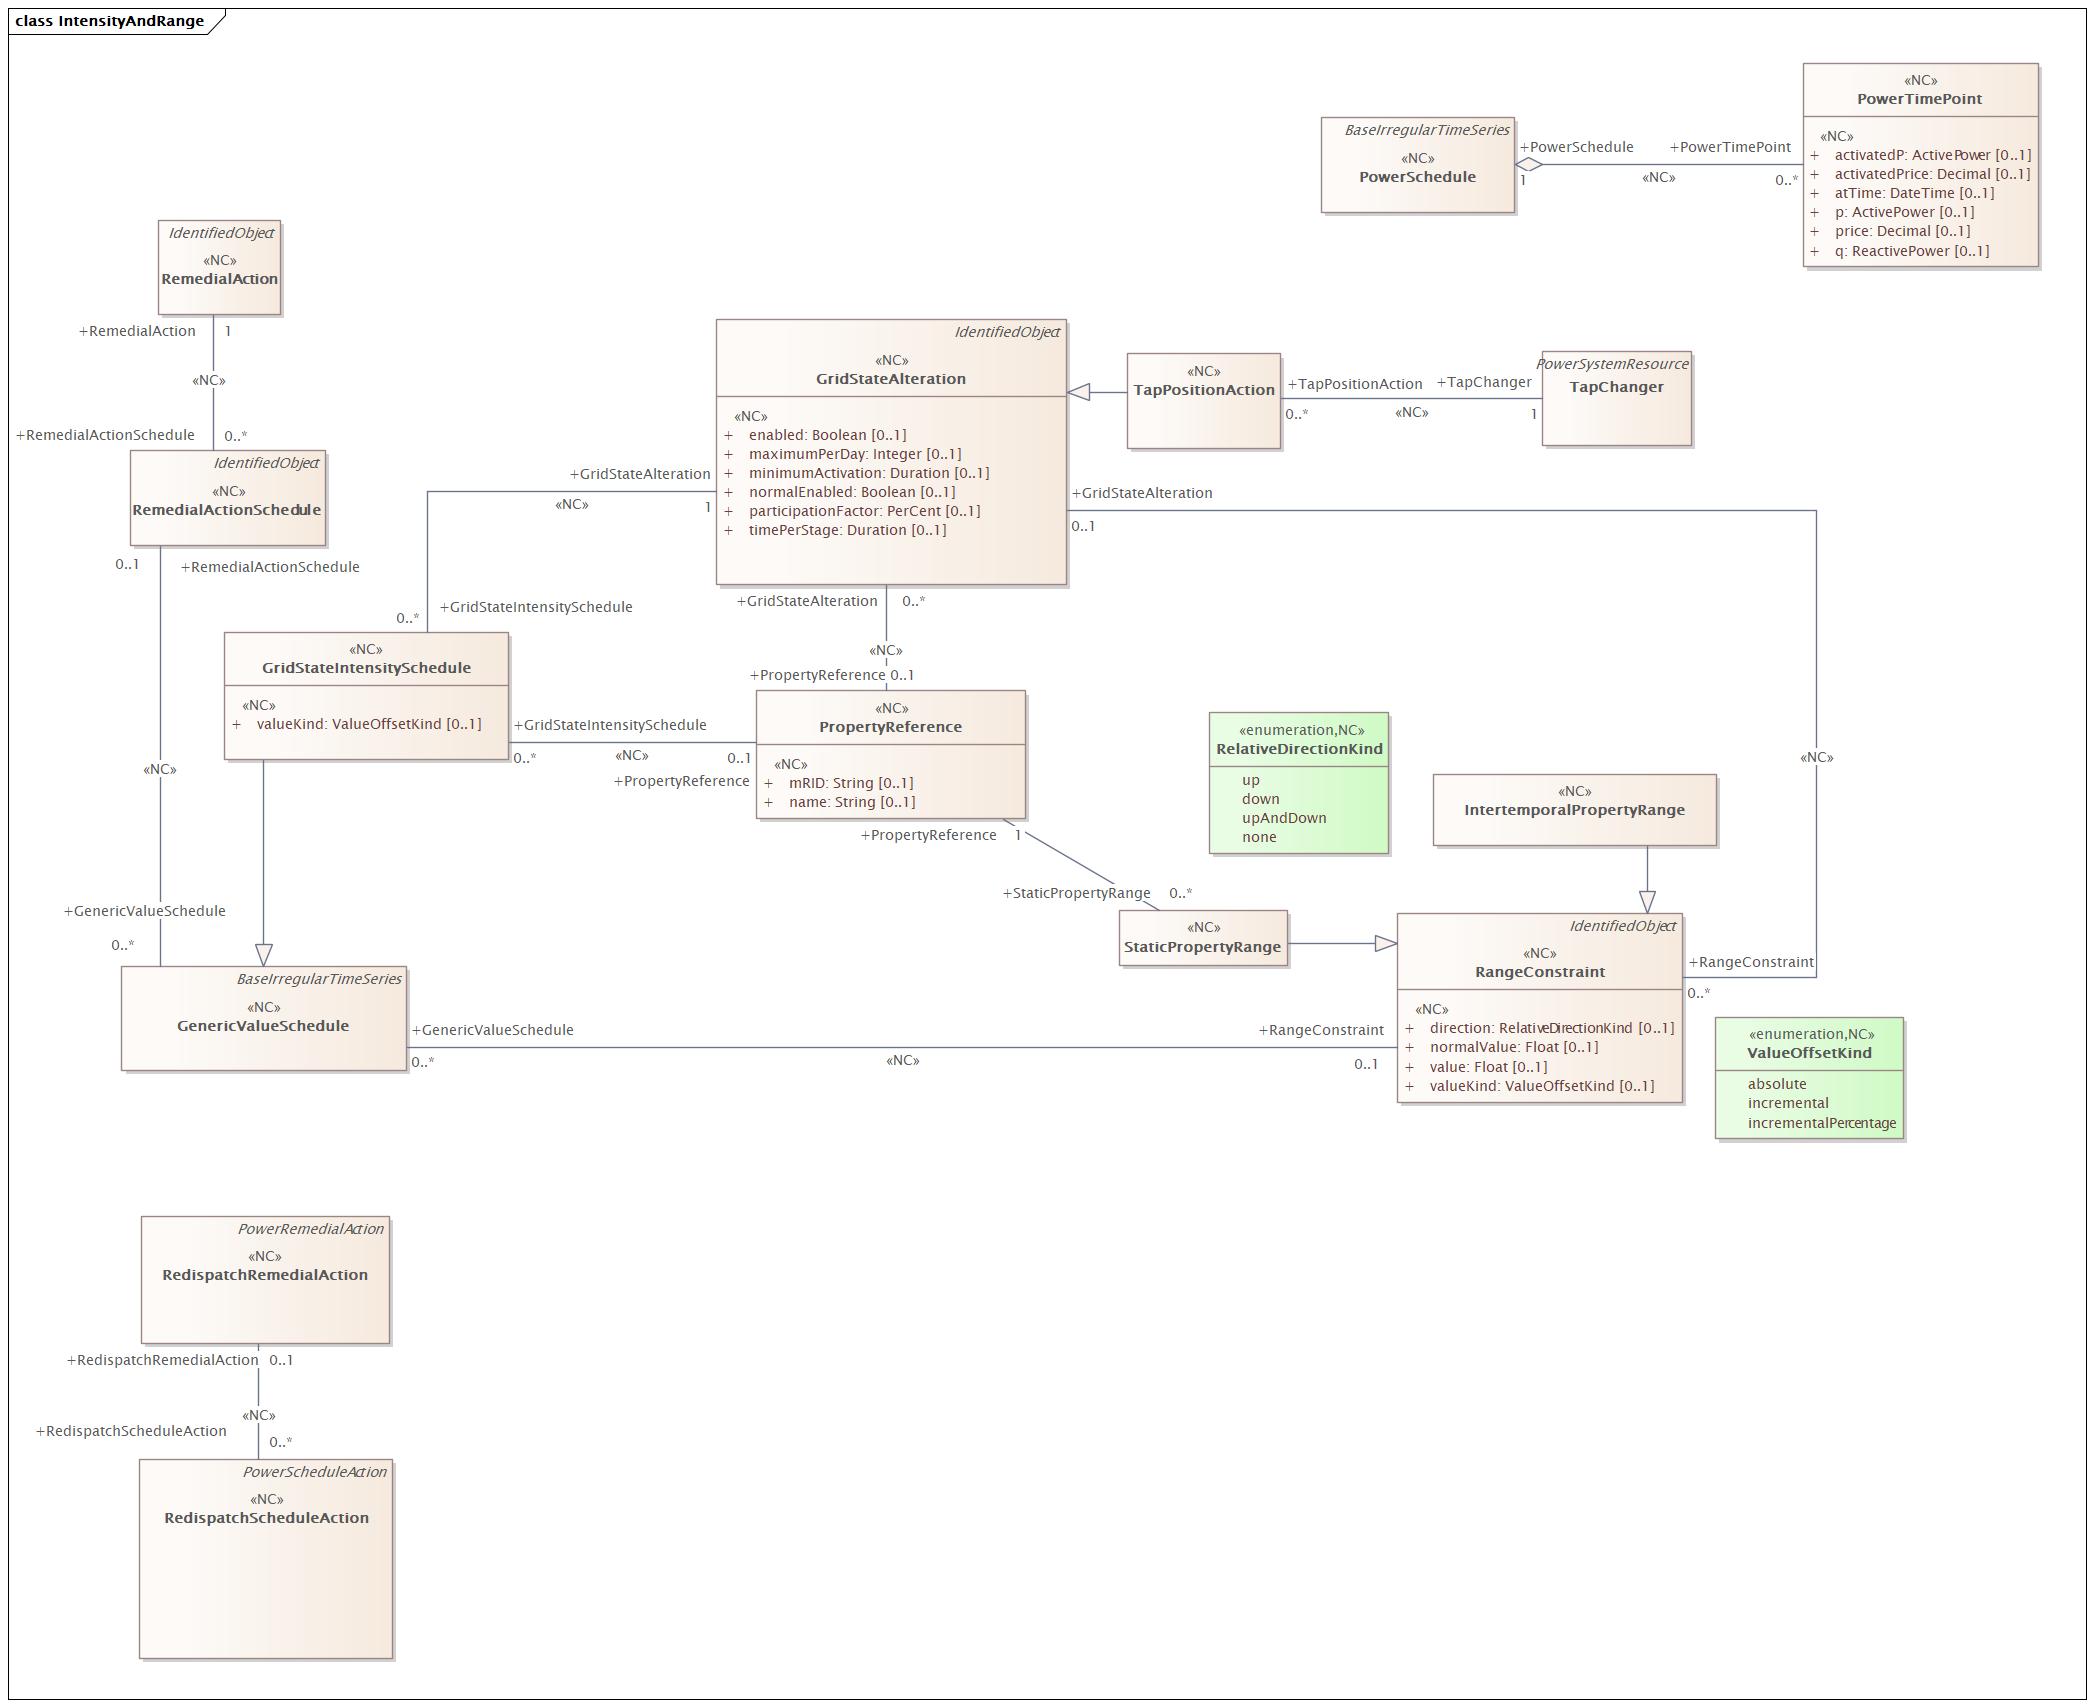 class IntensityAndRange
«NC»
PowerTimePoint
«NC»
+ activatedP: ActivePower [0..1]
+ activatedPrice: Decimal [0..1]
+ atTime: DateTime [0..1]
+ p: ActivePower [0..1]
+ price: Decimal [0..1]
+ q: ReactivePower [0..1]
BaseIrregularTimeSeries
«NC»
PowerSchedule
+PowerSchedule
1
«NC»
+PowerTimePoint
0..*
IdentifiedObject
«NC»
RemedialAction
+RemedialAction
1
«NC»
+RemedialActionSchedule
0..*
IdentifiedObject
«NC»
RemedialActionSchedule
0..1
+RemedialActionSchedule
IdentifiedObject
«NC»
GridStateAlteration
«NC»
+ enabled: Boolean [0..1]
+ maximumPerDay: Integer [0..1]
+ minimumActivation: Duration [0..1]
+ normalEnabled: Boolean [0..1]
+ participationFactor: PerCent [0..1]
+ timePerStage: Duration [0..1]
«NC»
TapPositionAction
+TapPositionAction
0..*
«NC»
+TapChanger
1
PowerSystemResource
TapChanger
+GridStateAlteration
«NC»
1
+GridStateAlteration
0..1
+GridStateIntensitySchedule
0..*
+GridStateAlteration
0..*
«NC»
+PropertyReference 0..1
«NC»
GridStateIntensitySchedule
«NC»
+ valueKind: ValueOffsetKind [0..1]
+GridStateIntensitySchedule
0..*
«NC»
0..1
+PropertyReference
«NC»
PropertyReference
«NC»
+ mRID: String [0..1]
+ name: String [0..1]
+PropertyReference
1
+StaticPropertyRange
0..*
«enumeration,NC»
RelativeDirectionKind
up
down
upAndDown
none
«NC»
«NC»
IntertemporalPropertyRange
«NC»
+GenericValueSchedule
0..*
«NC»
StaticPropertyRange
IdentifiedObject
«NC»
RangeConstraint
«NC»
+ direction: RelativeDirectionKind [0..1]
+ normalValue: Float [0..1]
+ value: Float [0..1]
+ valueKind: ValueOffsetKind [0..1]
+RangeConstraint
0..*
BaseIrregularTimeSeries
«NC»
GenericValueSchedule
+GenericValueSchedule
0..*
«NC»
+RangeConstraint
0..1
«enumeration,NC»
ValueOffsetKind
absolute
incremental
incrementalPercentage
PowerRemedialAction
«NC»
RedispatchRemedialAction
+RedispatchRemedialAction
0..1
«NC»
+RedispatchScheduleAction
0..*
PowerScheduleAction
«NC»
RedispatchScheduleAction